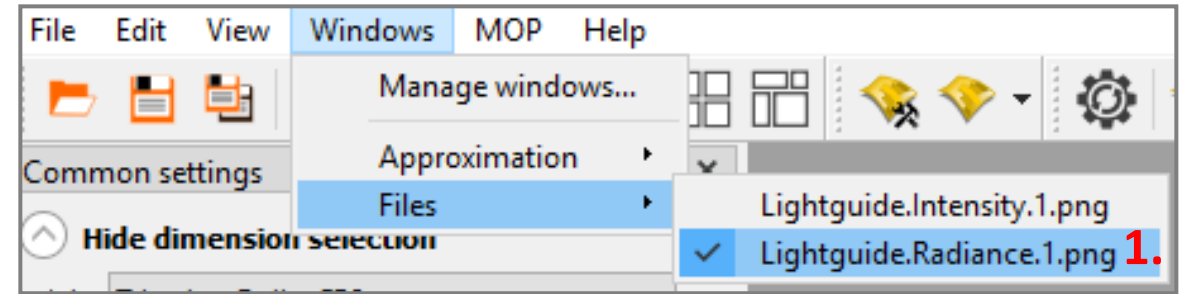 File Edit View Windows MOP Help
Manage windows...
Approximation
Common settings
Files
Lightguide.Intensity.1.png
Hide dimension selection
Lightguide.Radiance.1.png 1.